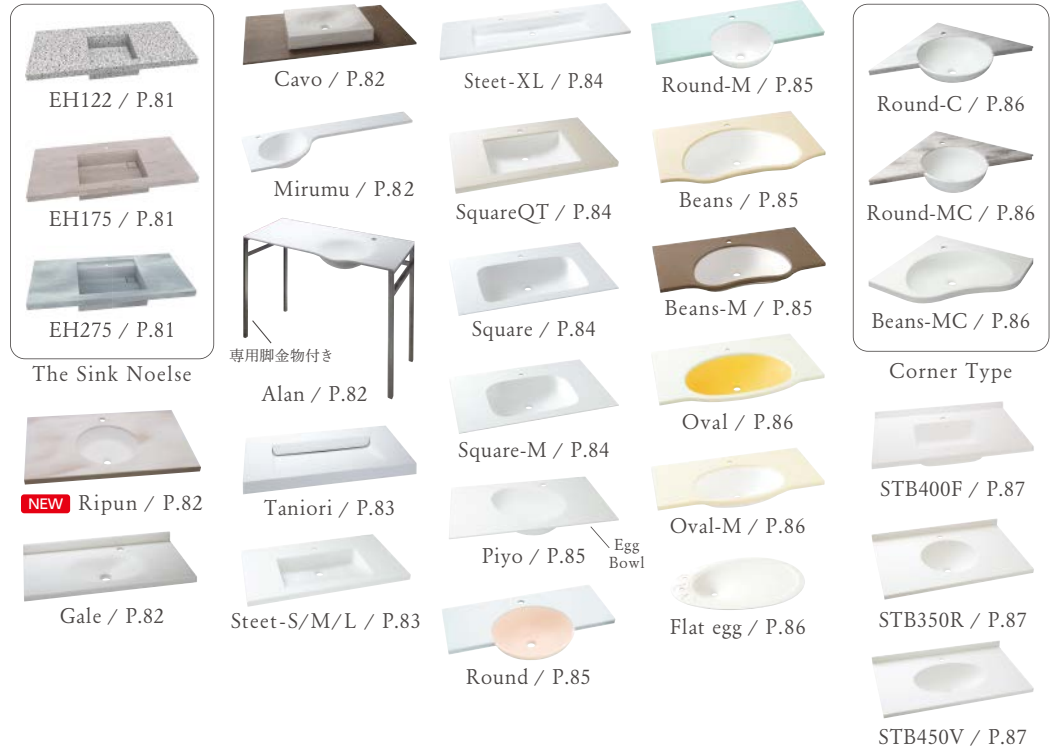 EH122 / P.81
EH175 / P.81
EH275 / P.81
The Sink Noelse
NEW Ripun / P.82
Gale / P.82
Cavo / P.82
Mirumu / P.82
専用脚金物付き
Alan / P.82
Taniori / P.83
Steet-S/M/L / P.83
Steet-XL / P.84
SquareQT / P.84
Square / P.84
Square-M / P.84
Piyo / P.85
Egg
Bowl
Round / P.85
Round-M / P.85
Beans / P.85
Beans-M / P.85
Oval / P.86
Oval-M / P.86
Flat egg / P.86
Round-C / P.86
Round-MC / P.86
Beans-MC / P.86
Corner Type
STB400F / P.87
STB350R / P.87
STB450V / P.87